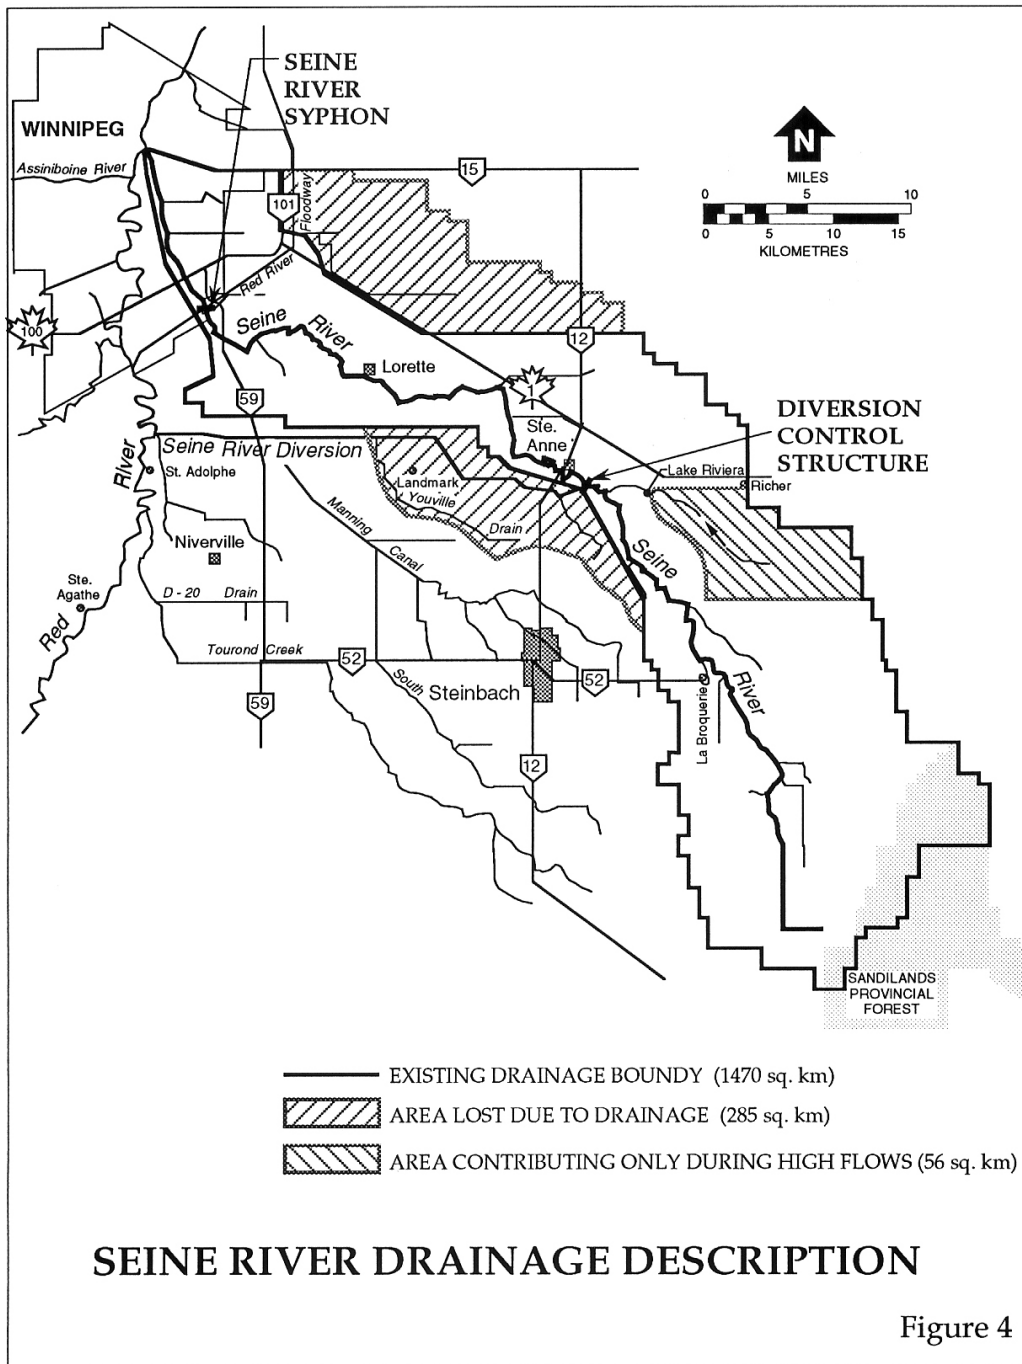 SEINE
RIVER
SYPHON
WINNIPEG
Assiniboine River
15
101
Floodway
N
MILES
0 5 10
0 5 10 15
KILOMETRES
Red River
100
Seine River
12
Lorette
1
59
Ste.
Anne
DIVERSION
CONTROL
STRUCTURE
Seine River Diversion
St. Adolphe
Lake Riviera
Richer
Landmark
Youville
Drain
River
Manning
Canal
Niverville
Seine
Ste.
Agathe
D - 20 Drain
Red
Tourond Creek
52
South
Steinbach
52
La Broquerie
River
59
12
SANDILANDS
PROVINCIAL
FOREST
EXISTING DRAINAGE BOUNDY (1470 sq. km)
AREA LOST DUE TO DRAINAGE (285 sq. km)
AREA CONTRIBUTING ONLY DURING HIGH FLOWS (56 sq. km)
SEINE RIVER DRAINAGE DESCRIPTION
Figure 4